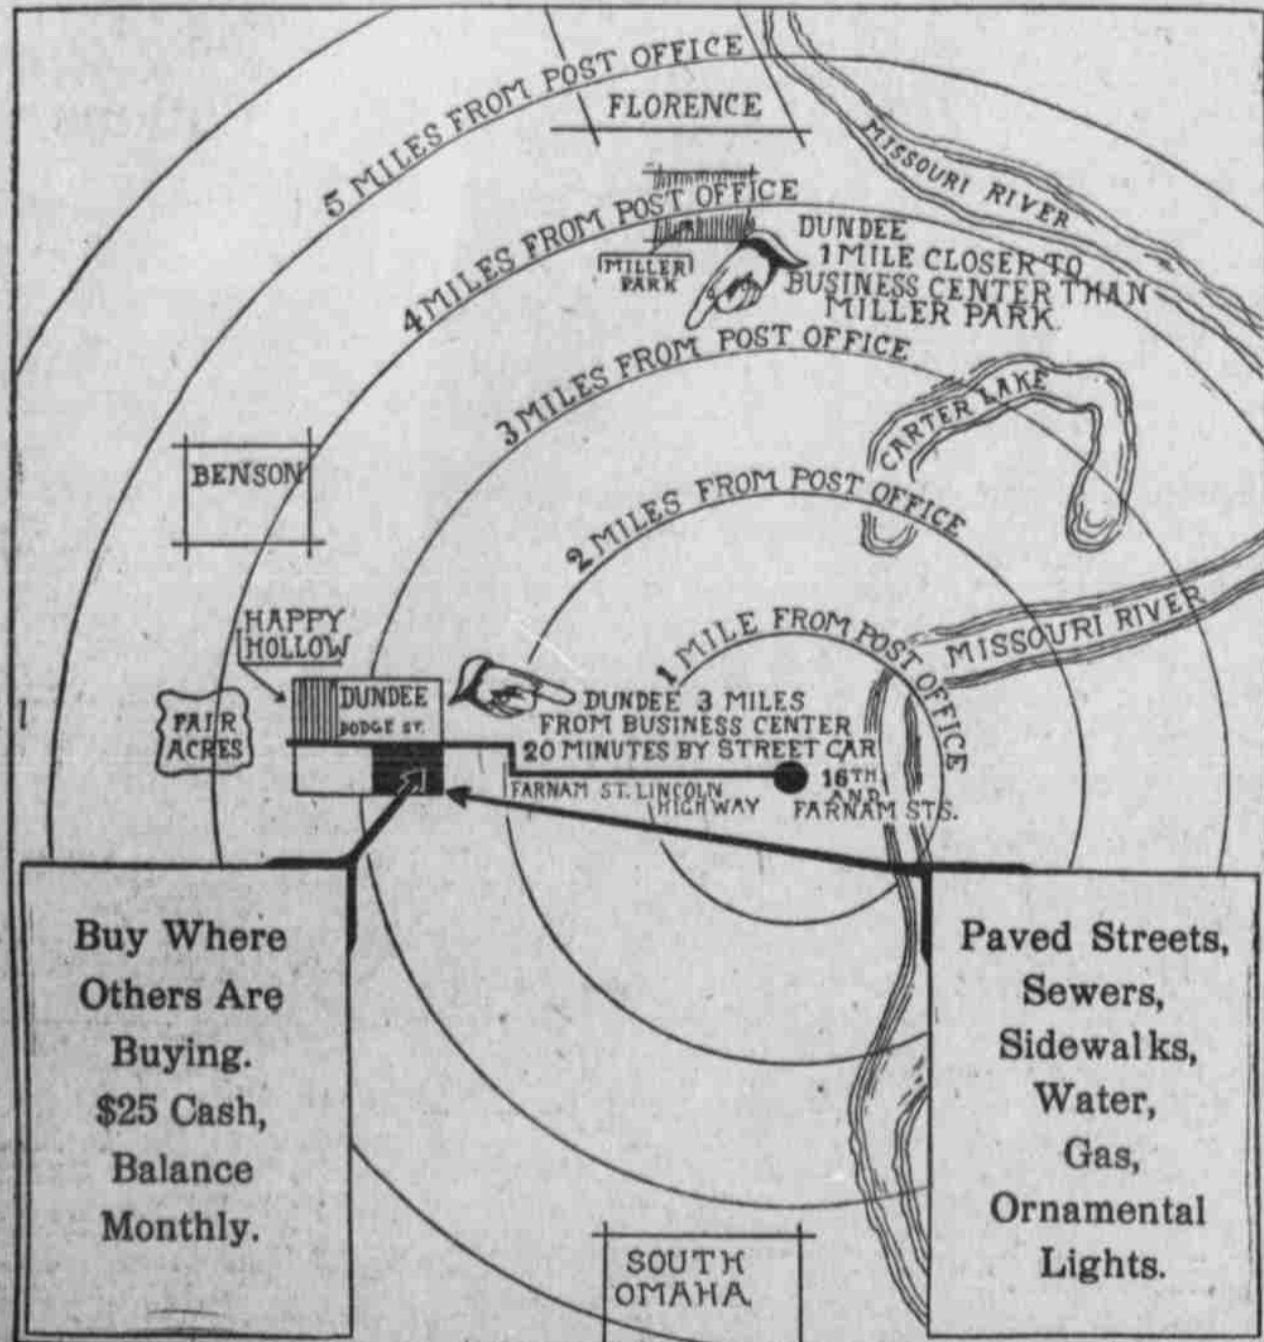 5 MILES FROM POST OFFICE
FLORENCE
MISSOURI RIVER
4 MILES FROM POST OFFICE
MILLER
PARK
DUNDEE
1 MILE CLOSER TO
BUSINESS CENTER THAN
MILLER PARK.
3 MILES FROM POST OFFICE
CARTER LAKE
BENSON
2 MILES FROM POST OFFICE
HAPPY
HOLLOW
1 MILE FROM POST OFFICE
MISSOURI RIVER
FAIR
ACRES
DUNDEE
DODGE ST.
DUNDEE 3 MILES
FROM BUSINESS CENTER
20 MINUTES BY STREET CAR
FARNAM ST. LINCOLN
HIGHWAY
16TH
AND
FARNAM STS.
Buy Where
Others Are
Buying.
$25 Cash,
Balance
Monthly.
Paved Streets,
Sewers,
Sidewalks,
Water,
Gas,
Ornamental
Lights.
SOUTH
OMAHA